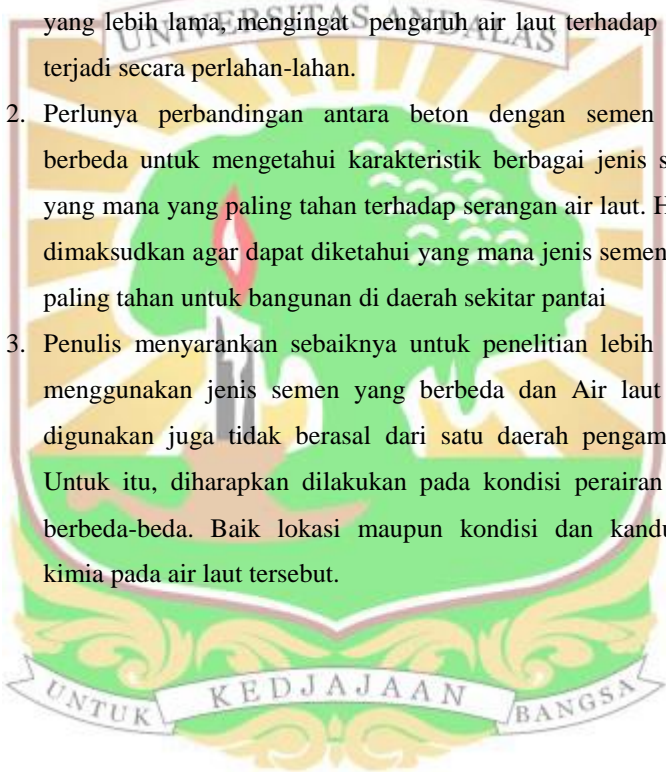 yang lebih lama, mengingat pengaruh air laut terhadap
UNIVERSITAS ANDALAS
terjadi secara perlahan-lahan.
2. Perlunya perbandingan antara beton dengan semen
berbeda untuk mengetahui karakteristik berbagai jenis s
yang mana yang paling tahan terhadap serangan air laut. H
dimaksudkan agar dapat diketahui yang mana jenis semen
paling tahan untuk bangunan di daerah sekitar pantai
3. Penulis menyarankan sebaiknya untuk penelitian lebih
menggunakan jenis semen yang berbeda dan Air laut
digunakan juga tidak berasal dari satu daerah pengam
Untuk itu, diharapkan dilakukan pada kondisi perairan
berbeda-beda. Baik lokasi maupun kondisi dan kandu
kimia pada air laut tersebut.
UNTUK KEDJAJAAN BANGSA